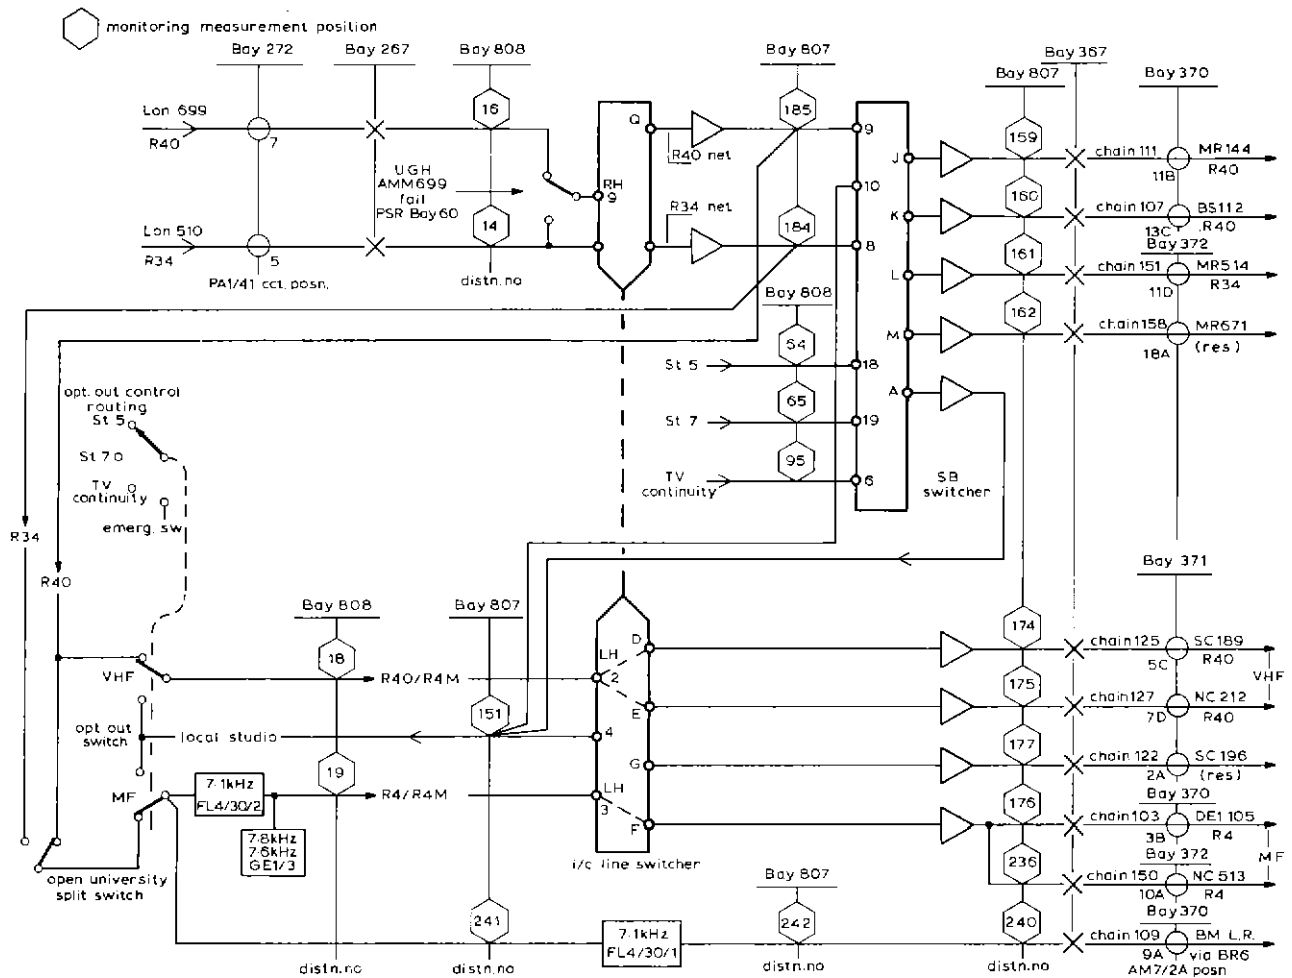 monitoring measurement position
Bay 272
Bay 267
Bay 808
Bay 807
Bay 807
Bay 367
Bay 370
Lon 699
R40
7
16
Q
R40 net
185
9
J
159
chain 111
11B
MR144
R40
UGH
AMM699
fail
PSR Bay 60
RH
9
10
K
160
chain 107
13C
BS112
R40
Lon 510
R34
5
14
R34 net
184
8
PA1/41 cct. posn.
distn. no
Bay 372
L
161
chain 151
11D
MR514
R34
Bay 808
M
162
chain 158
18A
MR671
(res)
64
St 5
18
A
65
St 7
19
95
TV
continuity
6
SB
switcher
opt. out control
routing
St 5
St 7
TV
continuity
emerg. sw
R34
R40
Bay 371
Bay 808
Bay 807
18
VHF
R40/R4M
LH
2
D
E
174
chain 125
5C
SC189
R40
VHF
151
175
chain 127
7D
NC 212
R40
opt out
switch
local studio
4
G
177
chain 122
2A
SC 196
(res)
19
MF
7·1kHz
FL4/30/2
R4/R4M
LH
3
F
176
Bay 370
chain 103
3B
DE1 105
R4
7·8kHz
7·6kHz
GE1/3
i/c line switcher
MF
open university
split switch
236
Bay 372
chain 150
10A
NC 513
R4
Bay 807
241
7·1kHz
FL4/30/1
242
240
Bay 370
chain 109
9A
BM L.R.
via BR6
AM7/2A posn
distn. no
distn. no
distn. no
distn. no